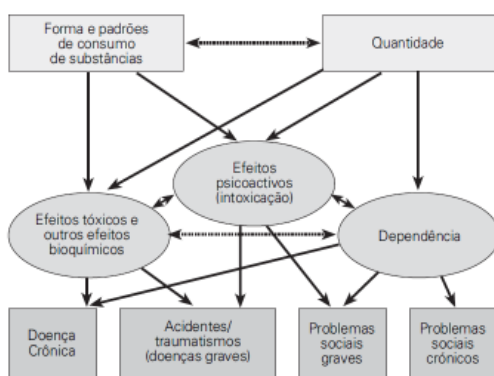 Forma e padrões
de consumo
de substâncias
Quantidade
Efeitos
psicoactivos
(intoxicação)
Efeitos tóxicos e
outros efeitos
bioquímicos
Dependência
Doença
Crônica
Acidentes/
traumatismos
(doenças graves)
Problemas
sociais
graves
Problemas
sociais
crónicos